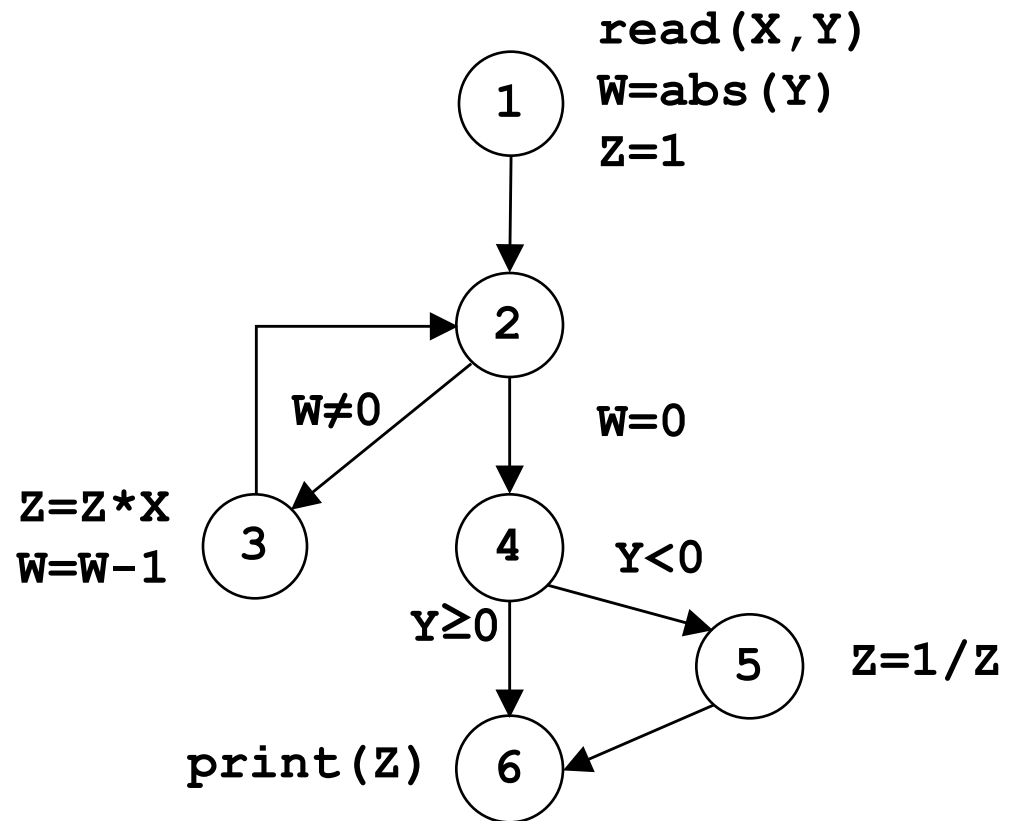 read(X,Y)
1
W=abs(Y)
Z=1
2
W≠0
W=0
Z=Z*X
3
W=W-1
4
Y<0
Y≥0
5
Z=1/Z
print(Z)
6